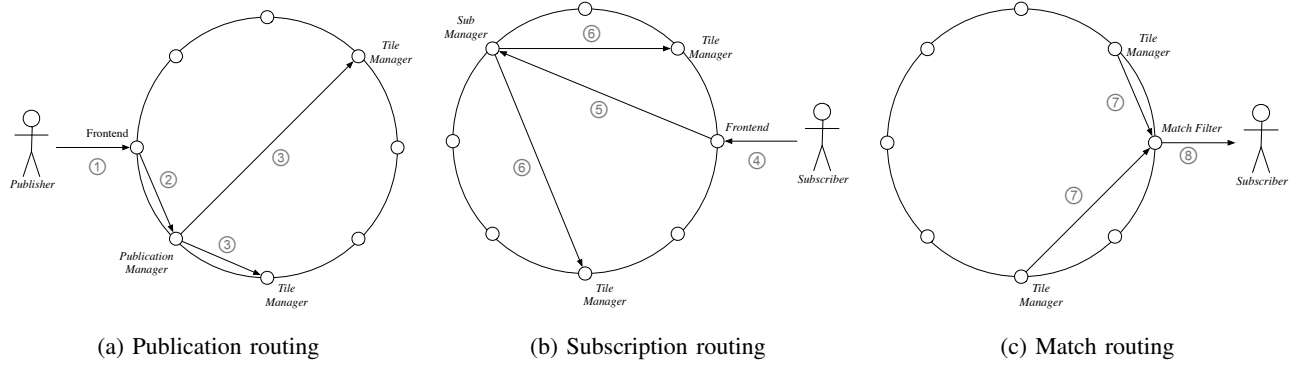 Tile
Manager
Frontend
①
Publisher
②
③
③
Publication
Manager
Tile
Manager
(a) Publication routing
Sub
Manager
⑥
Tile
Manager
⑤
Frontend
④
Subscriber
⑥
Tile
Manager
(b) Subscription routing
Tile
Manager
⑦
Match Filter
⑧
Subscriber
⑦
Tile
Manager
(c) Match routing